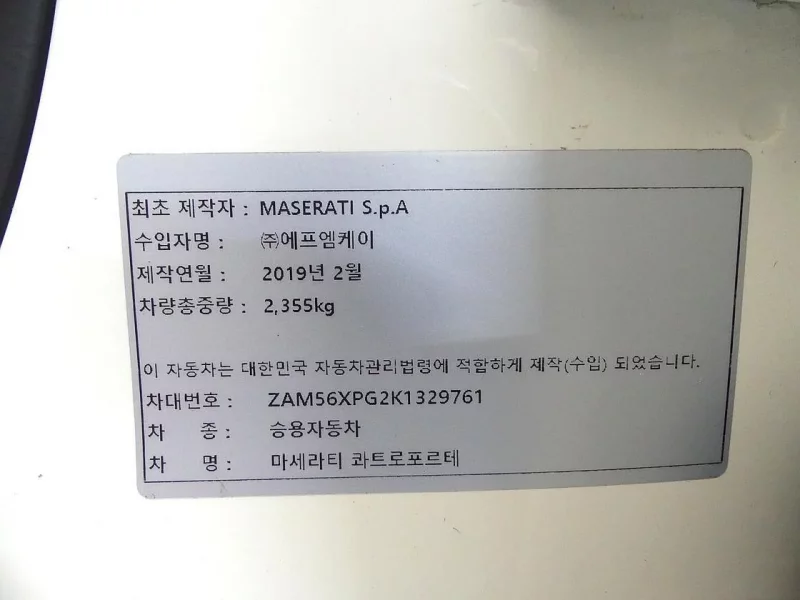 최초 제작자 : MASERATI S.p.A
수입자명 : ㈜에프엠케이
제작연월 : 2019년 2월
차량총중량 : 2,355kg
이 자동차는 대한민국 자동차관리법령에 적합하게 제작(수입) 되었습니다.
차대번호 : ZAM56XPG2K1329761
차 종 : 승용자동차
차 명 : 마세라티 콰트로포르테